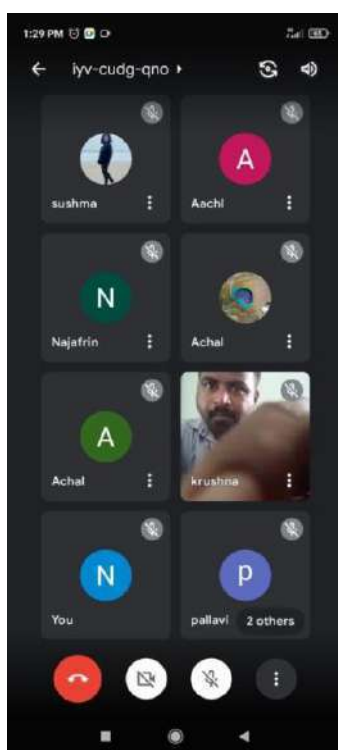 1:29 PM
iyv-cudg-qno
A
sushma Aachl
N
Najafrin Achal
A
Achal krushna
N p
You pallavi 2 others